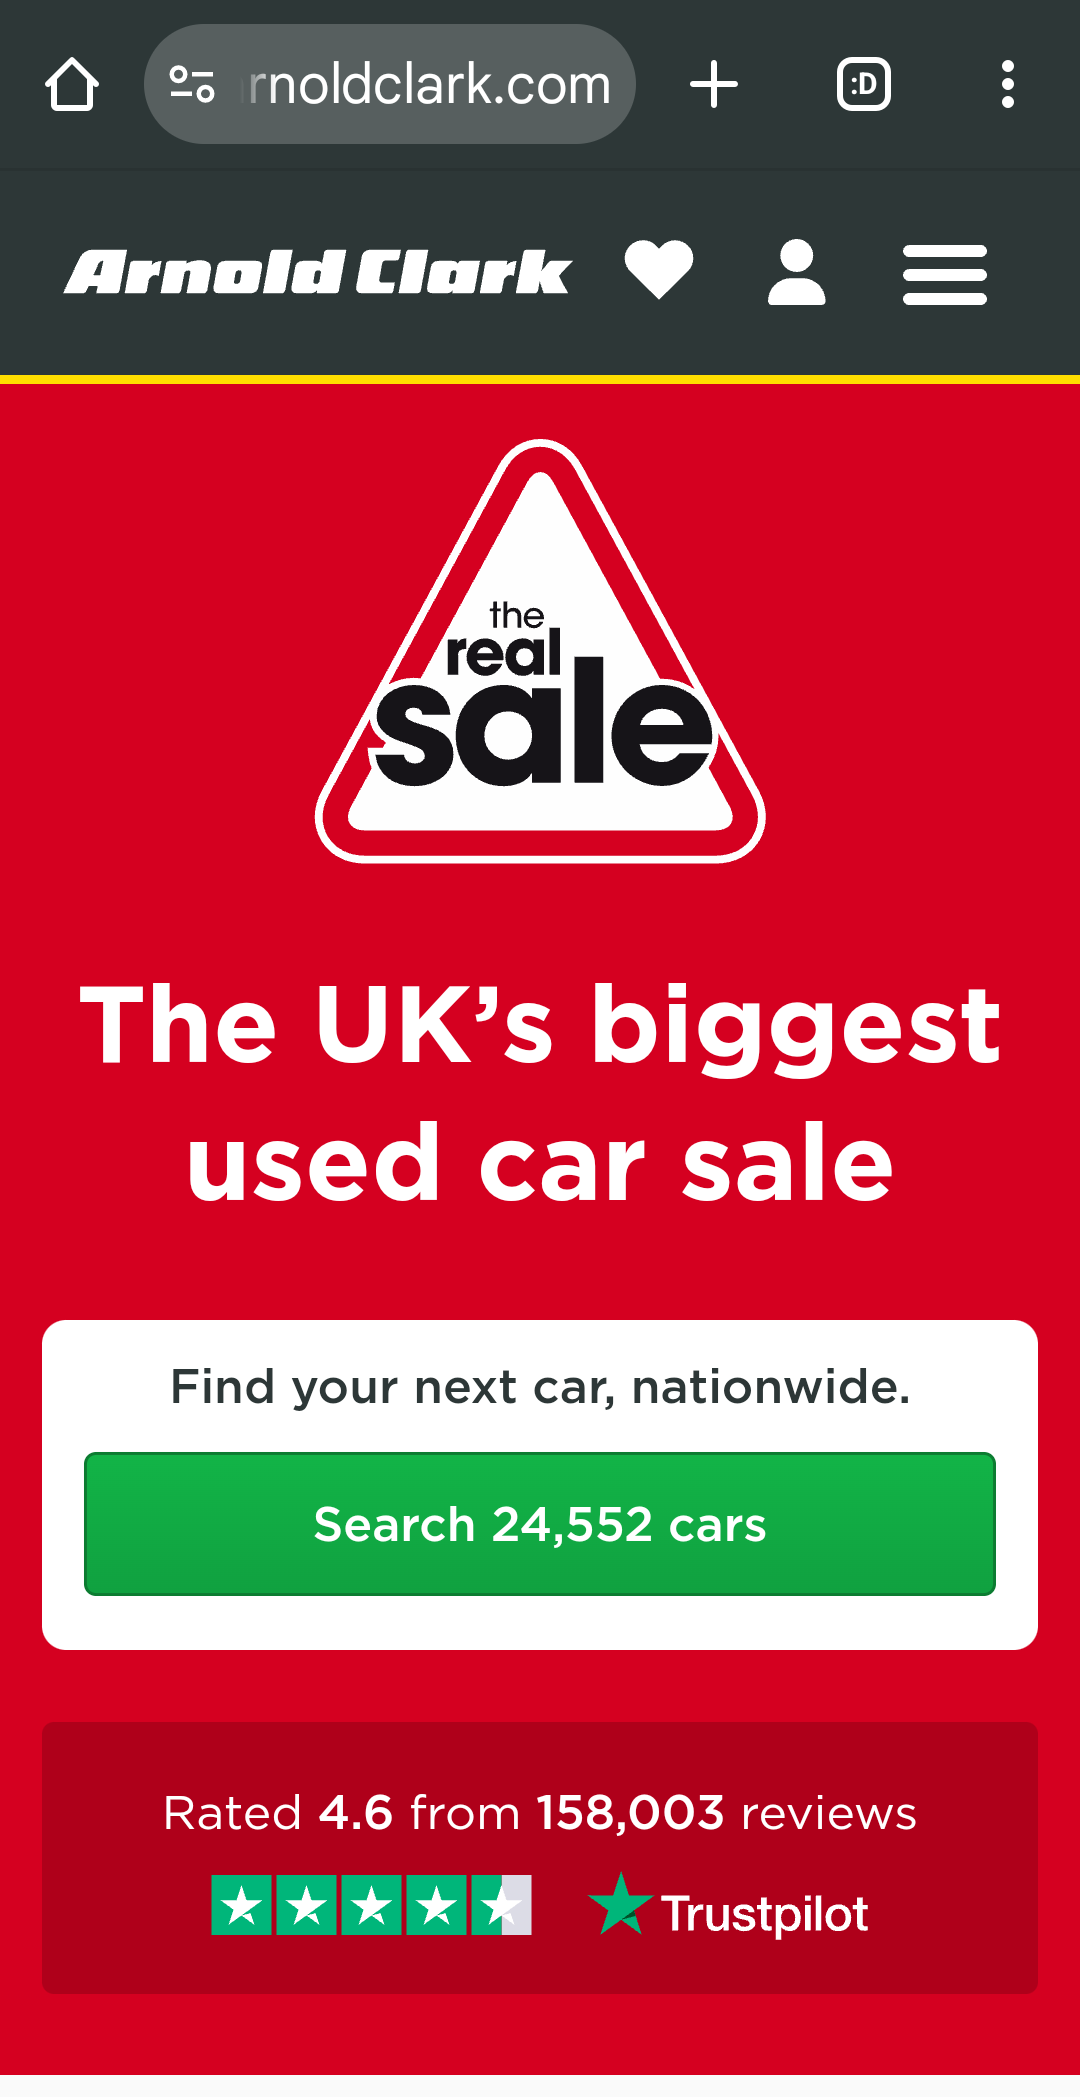 rnoldclark.com
:D
Arnold Clark
the
real
sale
The UK’s biggest
used car sale
Find your next car, nationwide.
Search 24,552 cars
Rated 4.6 from 158,003 reviews
Trustpilot